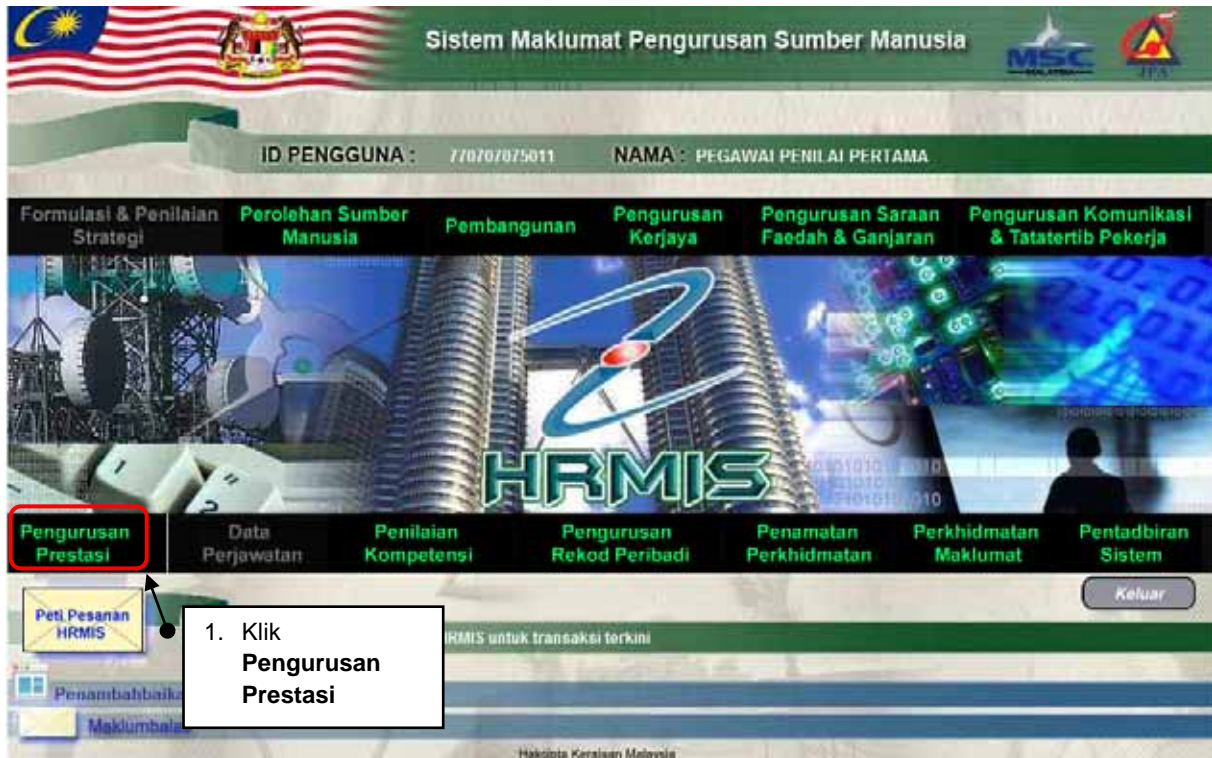 Sistem Maklumat Pengurusan Sumber Manusia
MSC
MALAYSIA
JPA
ID PENGGUNA : 770707075011 NAMA : PEGAWAI PENILAI PERTAMA
Formulasi & Penilaian Strategi
Perolehan Sumber Manusia
Pembangunan
Pengurusan Kerjaya
Pengurusan Saraan Faedah & Ganjaran
Pengurusan Komunikasi & Tatatertib Pekerja
HRMIS
Pengurusan Prestasi
Data Perjawatan
Penilaian Kompetensi
Pengurusan Rekod Peribadi
Penamatan Perkhidmatan
Perkhidmatan Maklumat
Pentadbiran Sistem
Keluar
Peti Pesanan
HRMIS
HRMIS untuk transaksi terkini
1. Klik
Pengurusan
Prestasi
Hakcipta Kerajaan Malaysia